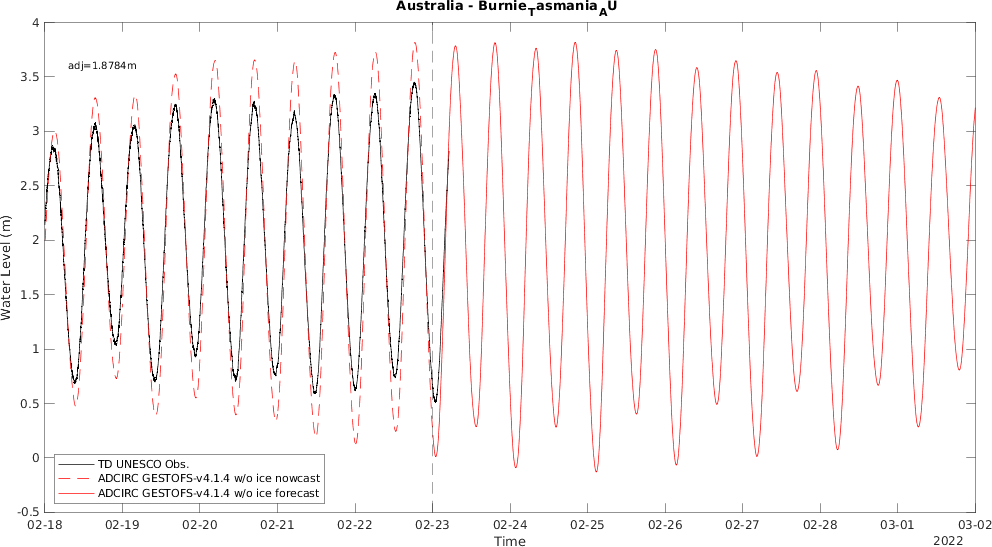 Australia - Burnie_Tasmania_AU
adj=1.8784m
Water Level (m)
4
3.5
3
2.5
2
1.5
1
0.5
0
-0.5
TD UNESCO Obs.
ADCIRC GESTOFS-v4.1.4 w/o ice nowcast
ADCIRC GESTOFS-v4.1.4 w/o ice forecast
02-18 02-19 02-20 02-21 02-22 02-23 02-24 02-25 02-26 02-27 02-28 03-01 03-02
Time
2022